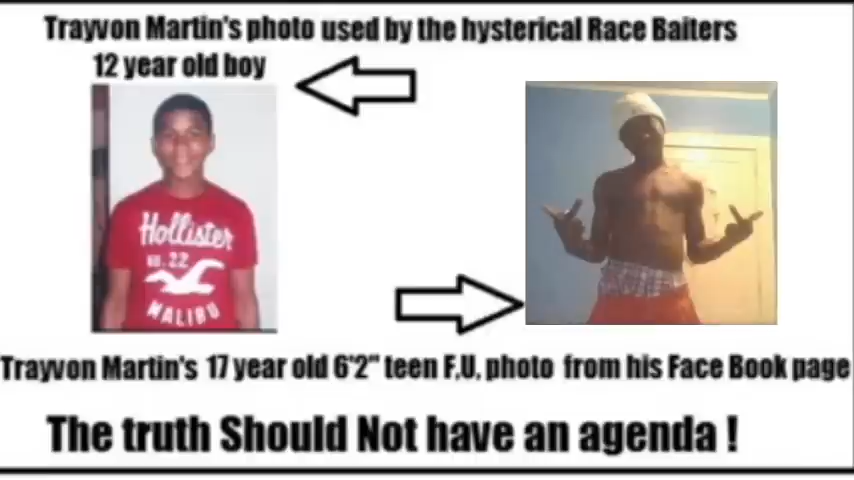 Trayvon Martin's photo used by the hysterical Race Baiters
12 year old boy
Hollister
No. 22
MALIBU
Trayvon Martin's 17 year old 6'2" teen F.U. photo from his Face Book page
The truth Should Not have an agenda !